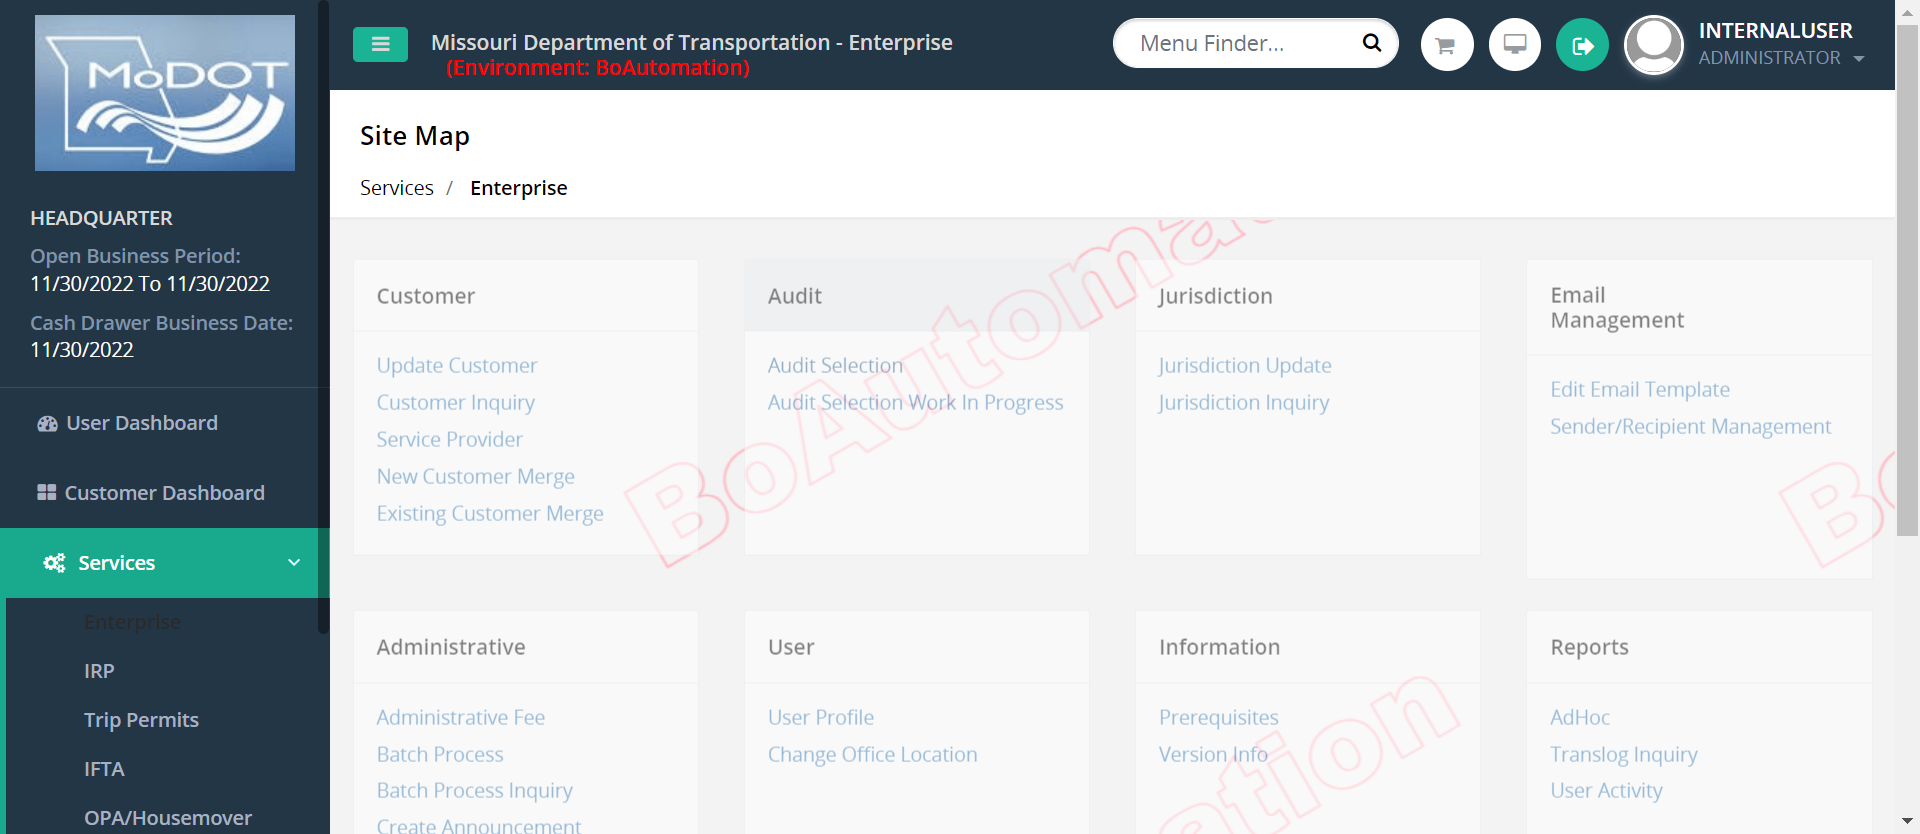 MoDOT
HEADQUARTER
Open Business Period:
11/30/2022 To 11/30/2022
Cash Drawer Business Date:
11/30/2022
User Dashboard
Customer Dashboard
Services
Enterprise
IRP
Trip Permits
IFTA
OPA/Housemover
Missouri Department of Transportation - Enterprise
(Environment: BoAutomation)
Menu Finder...
INTERNALUSER
ADMINISTRATOR
Site Map
Services / Enterprise
Customer
Update Customer
Customer Inquiry
Service Provider
New Customer Merge
Existing Customer Merge
Audit
Audit Selection
Audit Selection Work In Progress
Jurisdiction
Jurisdiction Update
Jurisdiction Inquiry
Email
Management
Edit Email Template
Sender/Recipient Management
Administrative
Administrative Fee
Batch Process
Batch Process Inquiry
Create Announcement
User
User Profile
Change Office Location
Information
Prerequisites
Version Info
Reports
AdHoc
Translog Inquiry
User Activity
BoAutoma
ation
Bo